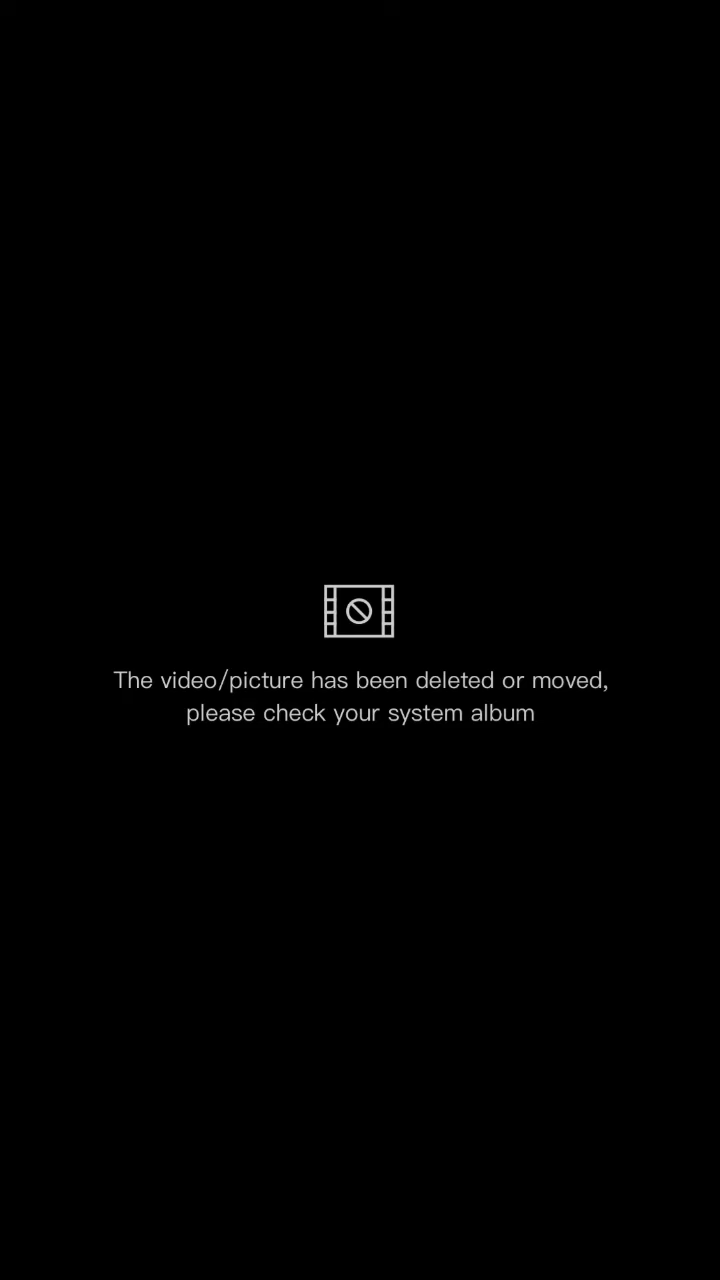 The video/picture has been deleted or moved,
please check your system album